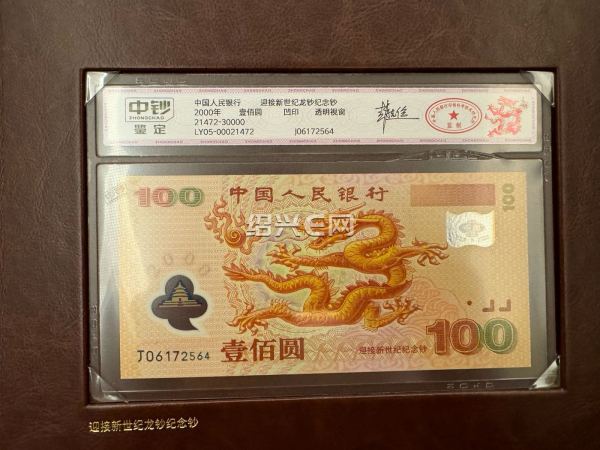 中钞
ZHONGCHAO
鉴定
中国人民银行 迎接新世纪龙钞纪念钞
2000年 壹佰圆 凹印 透明视窗
21472-30000
LY05-00021472 J06172564
监制
100 中国人民银行
100
绍兴E网
2000
J06172564 壹佰圆
迎接新世纪纪念钞 100
迎接新世纪龙钞纪念钞